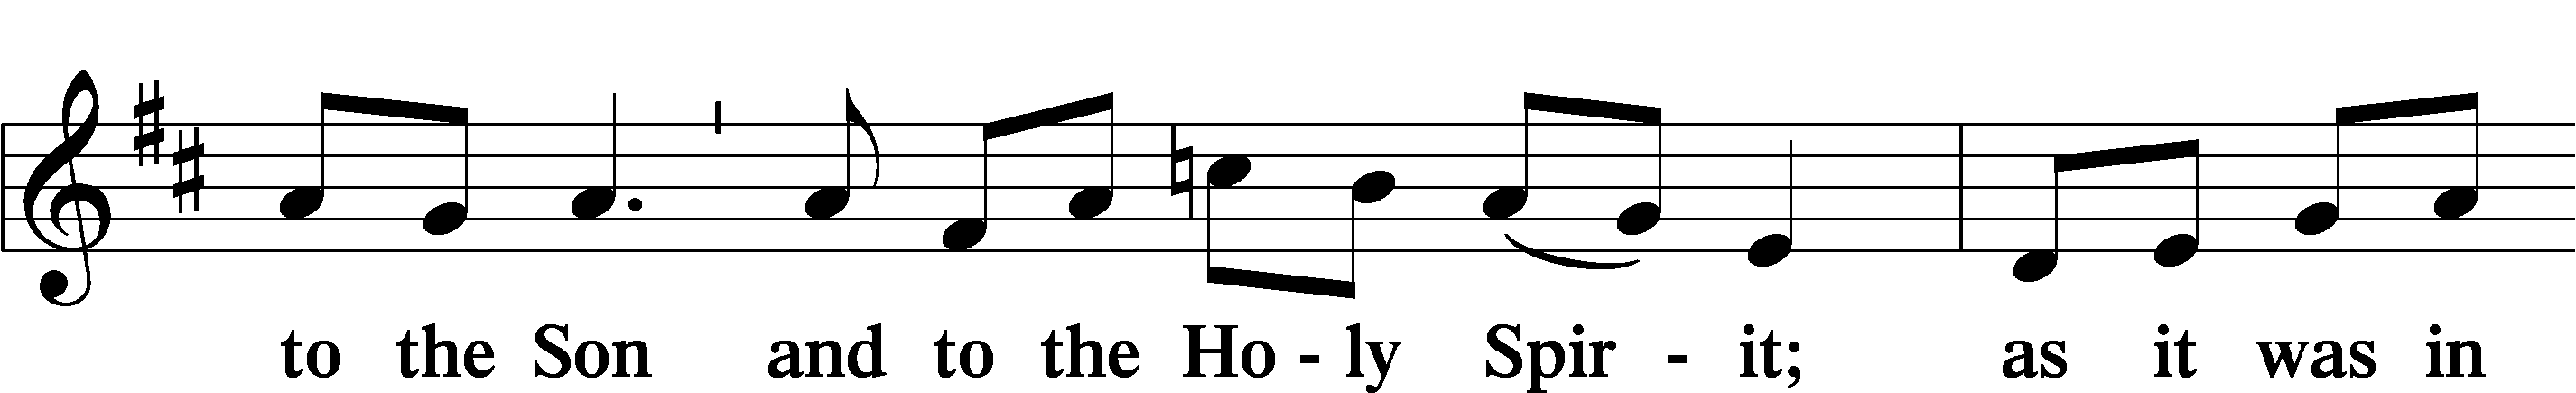 to the Son and to the Ho - ly Spir - it; as it was in